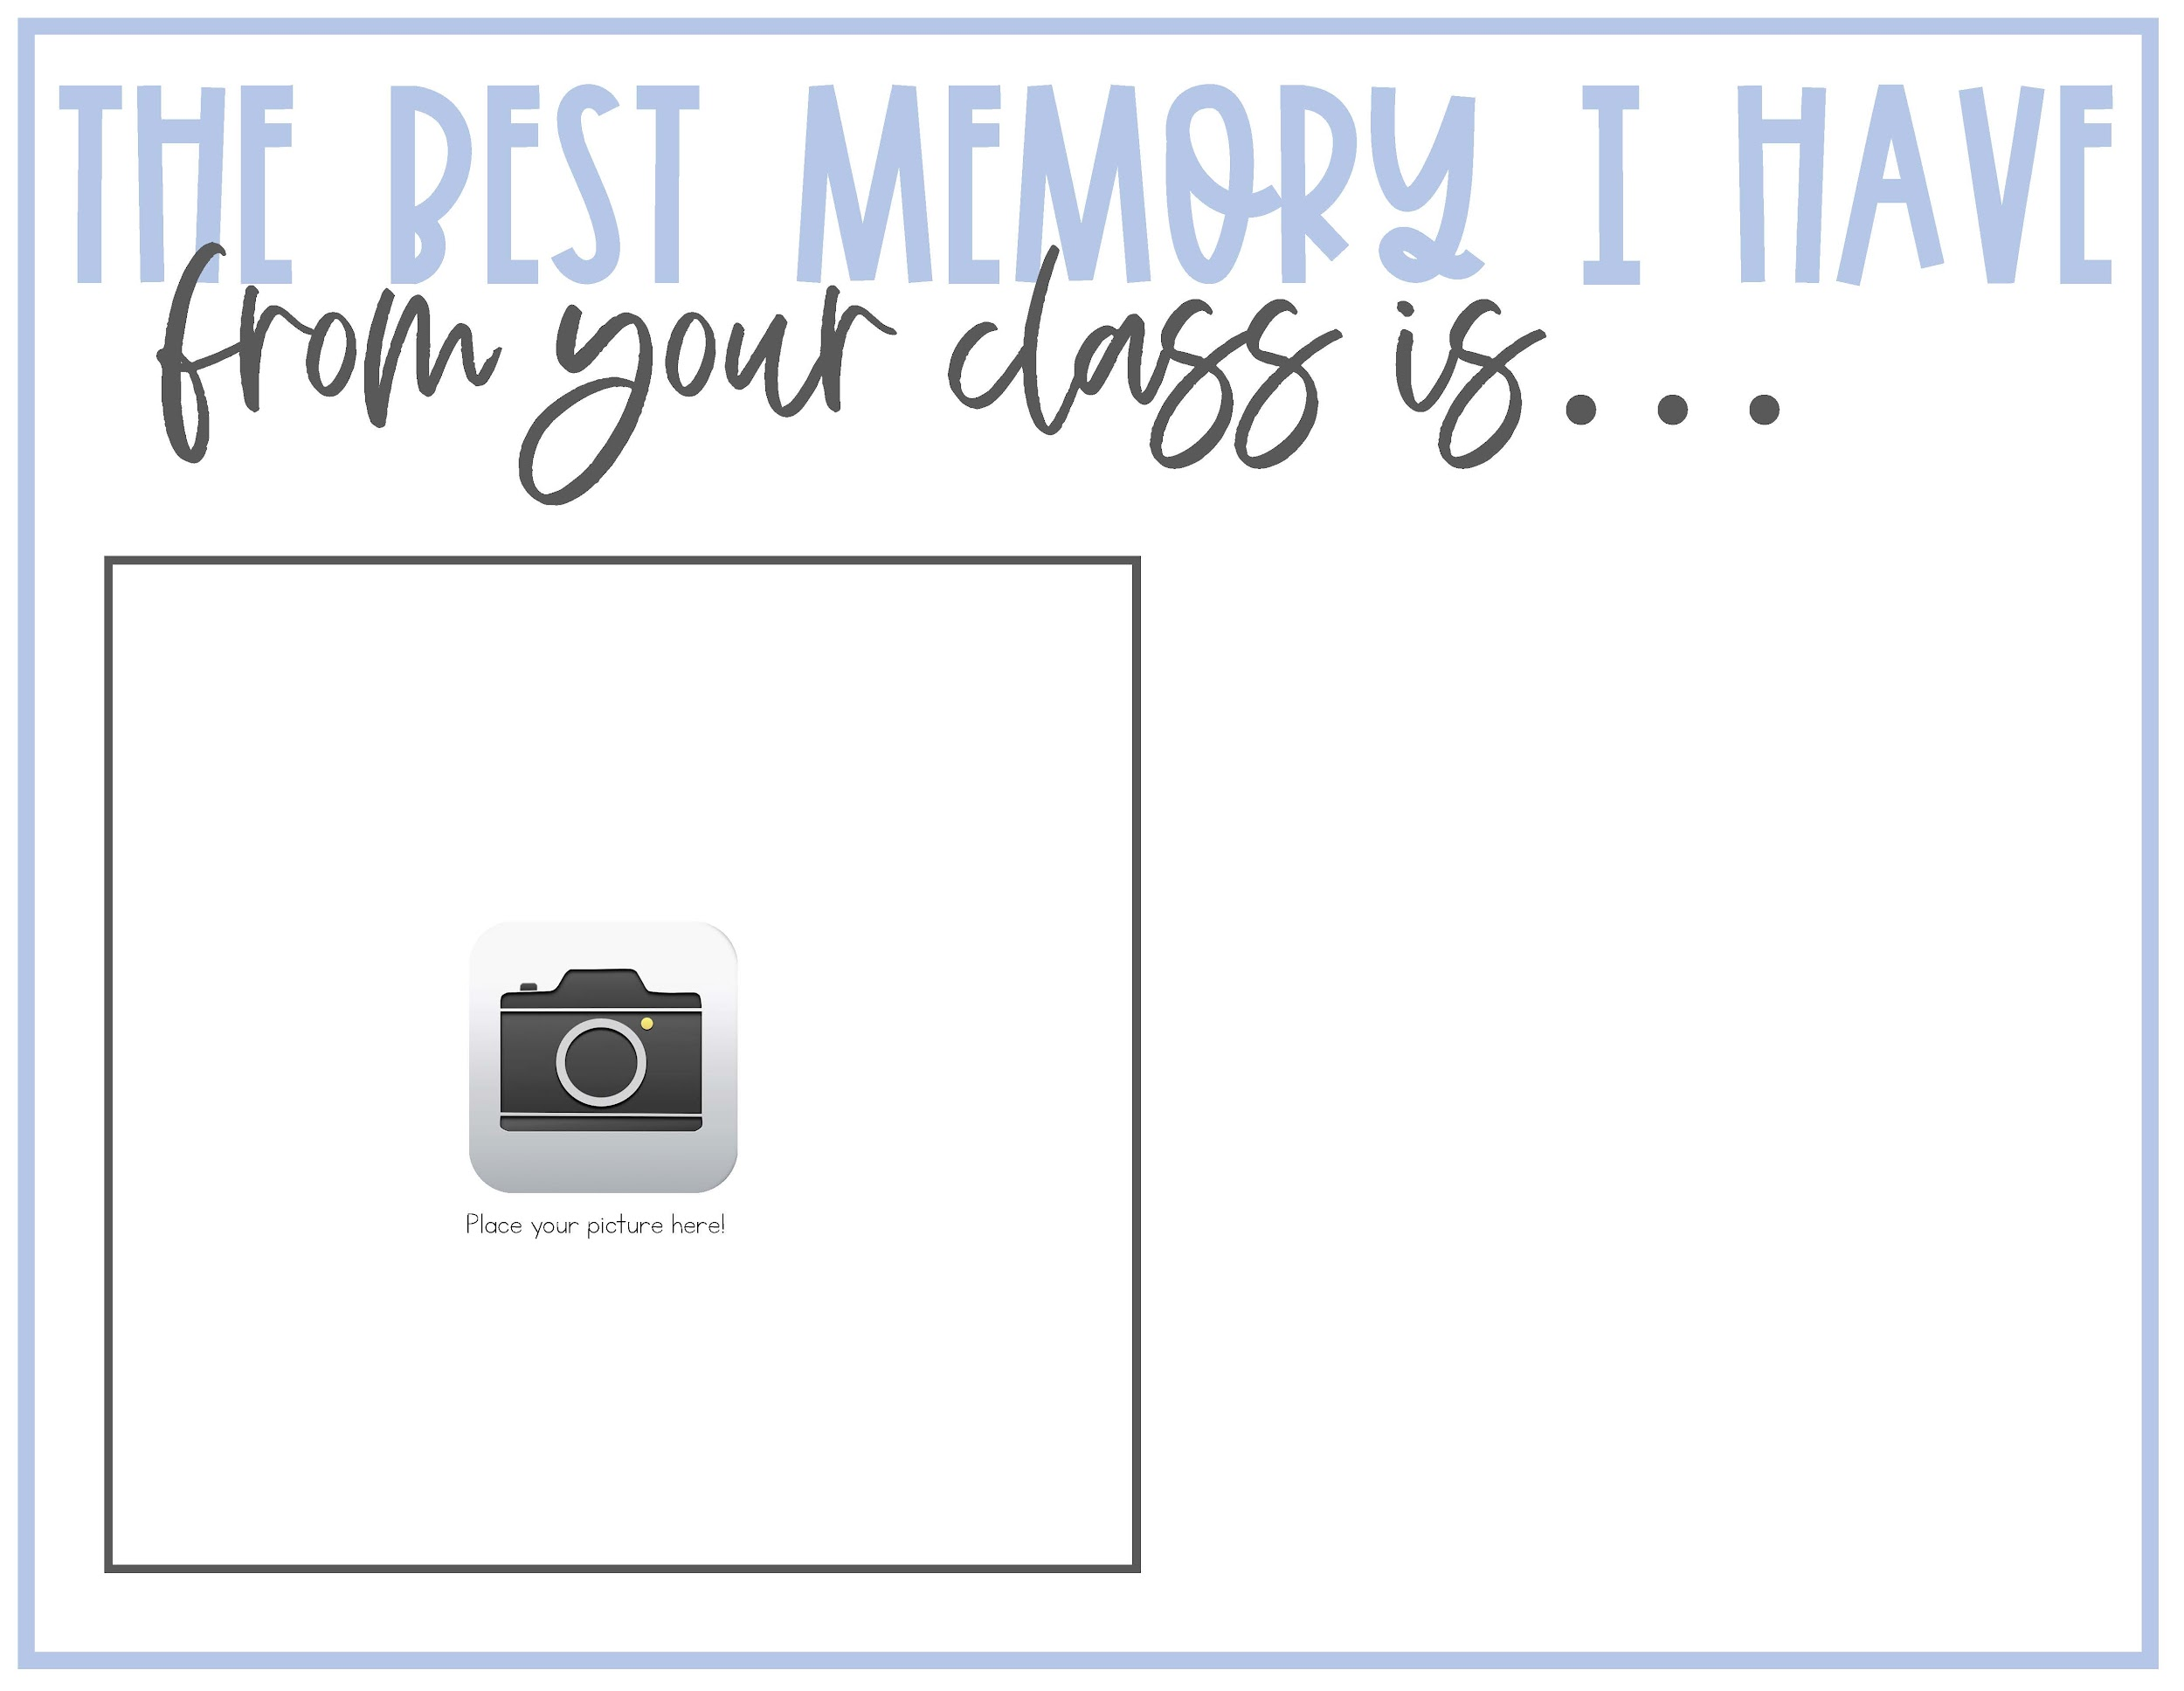 THE BEST MEMORY I HAVE
from your class is...
Place your picture here!